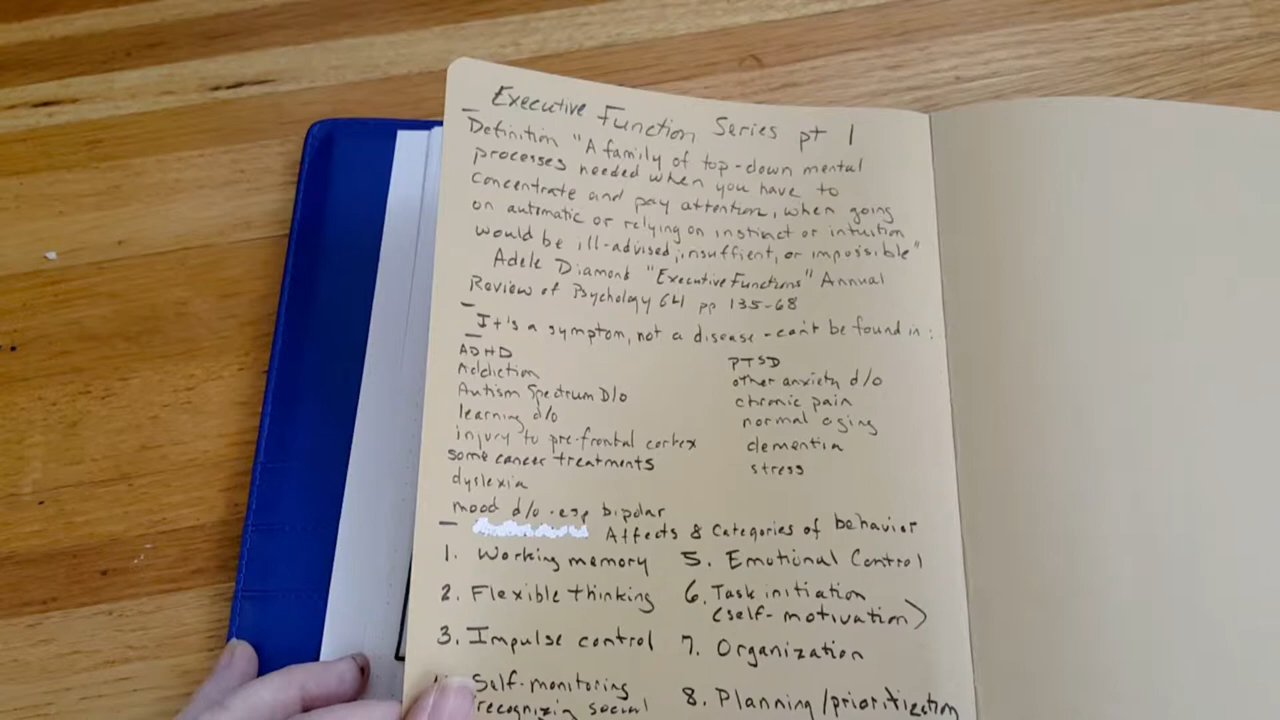 Executive Function Series pt 1
– Definition "A family of top-down mental
processes needed when you have to
concentrate and pay attention, when going
on automatic or relying on instinct or intuition
would be ill-advised, insufficient, or impossible"
Adele Diamond "Executive Functions" Annual
Review of Psychology 64 pp 135-68
– It's a symptom, not a disease - can't be found in:
– ADHD
Addiction
Autism Spectrum D/o
learning d/o
injury to pre-frontal cortex
some cancer treatments
dyslexia
mood d/o - esp bipolar
PTSD
other anxiety d/o
chronic pain
normal aging
dementia
stress
– Affects 8 Categories of behavior
1. Working memory
2. Flexible thinking
3. Impulse control
Self-monitoring
recognizing social
5. Emotional Control
6. Task initiation
(self-motivation)
7. Organization
8. Planning/prioritization